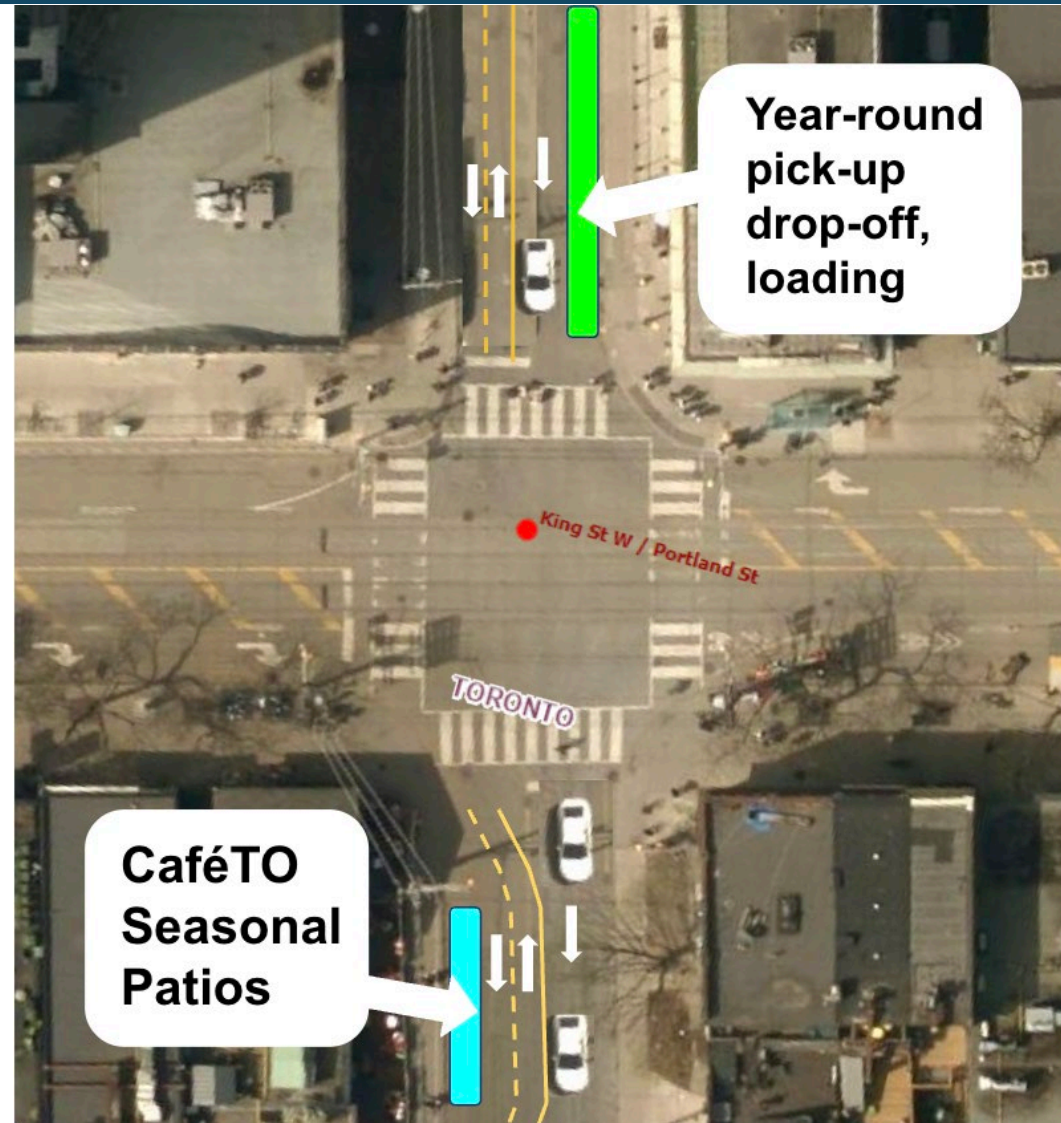 Year-round
pick-up
drop-off,
loading
King St W / Portland St
TORONTO
CaféTO
Seasonal
Patios